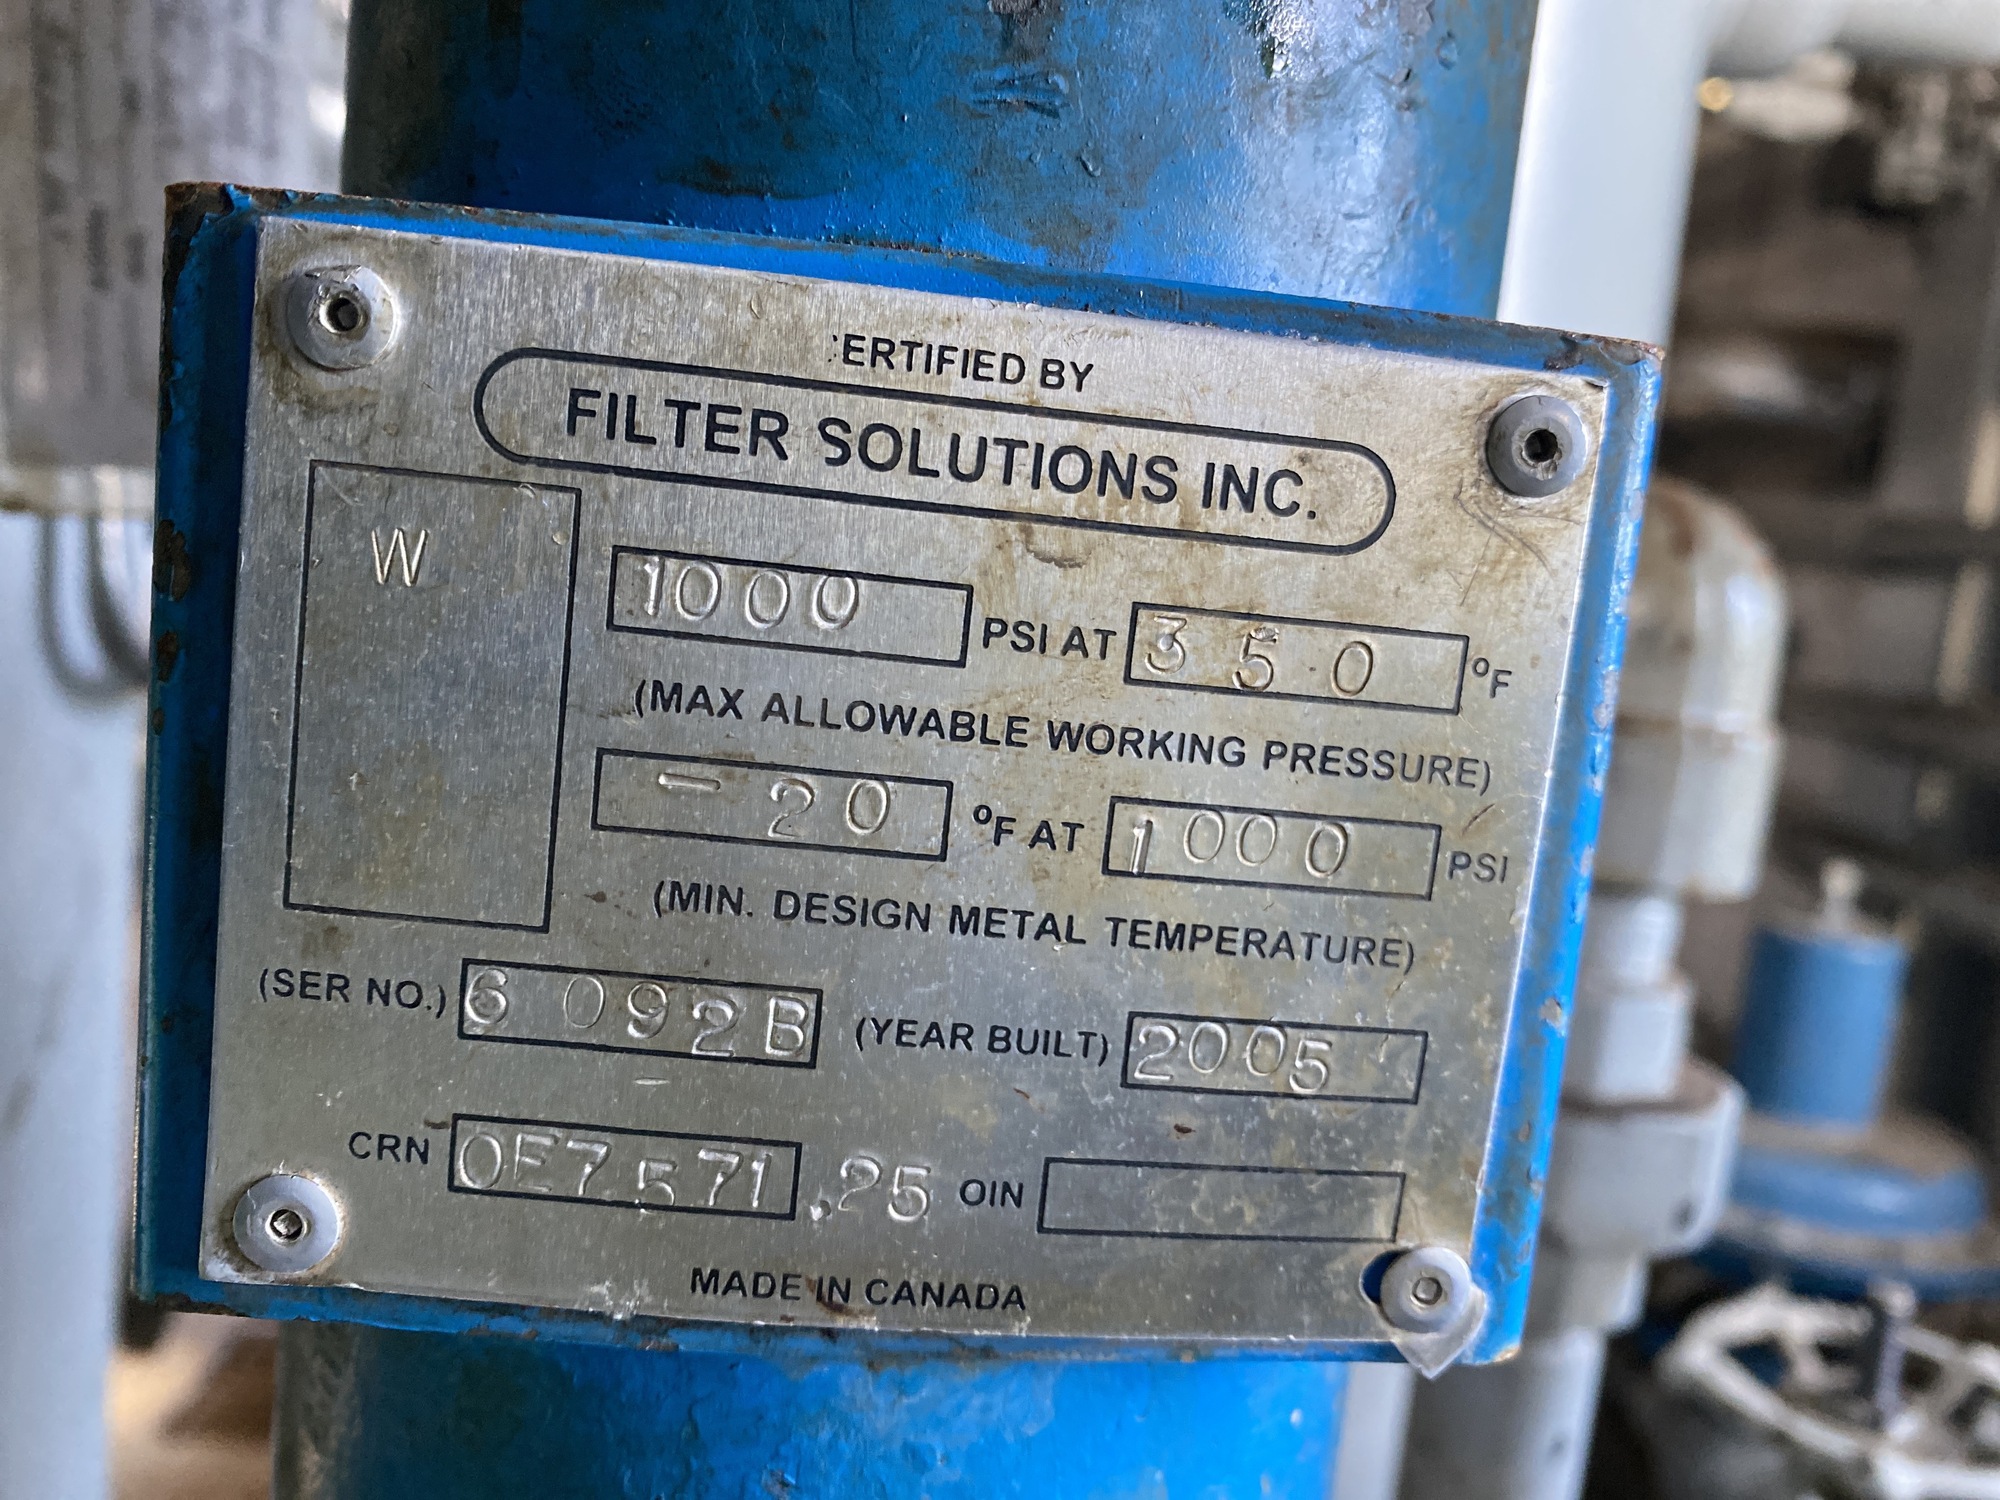 ERTIFIED BY
FILTER SOLUTIONS INC.
W
1000 PSI AT 350 °F
(MAX ALLOWABLE WORKING PRESSURE)
-20 °F AT 1000 PSI
(MIN. DESIGN METAL TEMPERATURE)
(SER NO.) 6092B (YEAR BUILT) 2005
CRN 0E7571.25 OIN
MADE IN CANADA